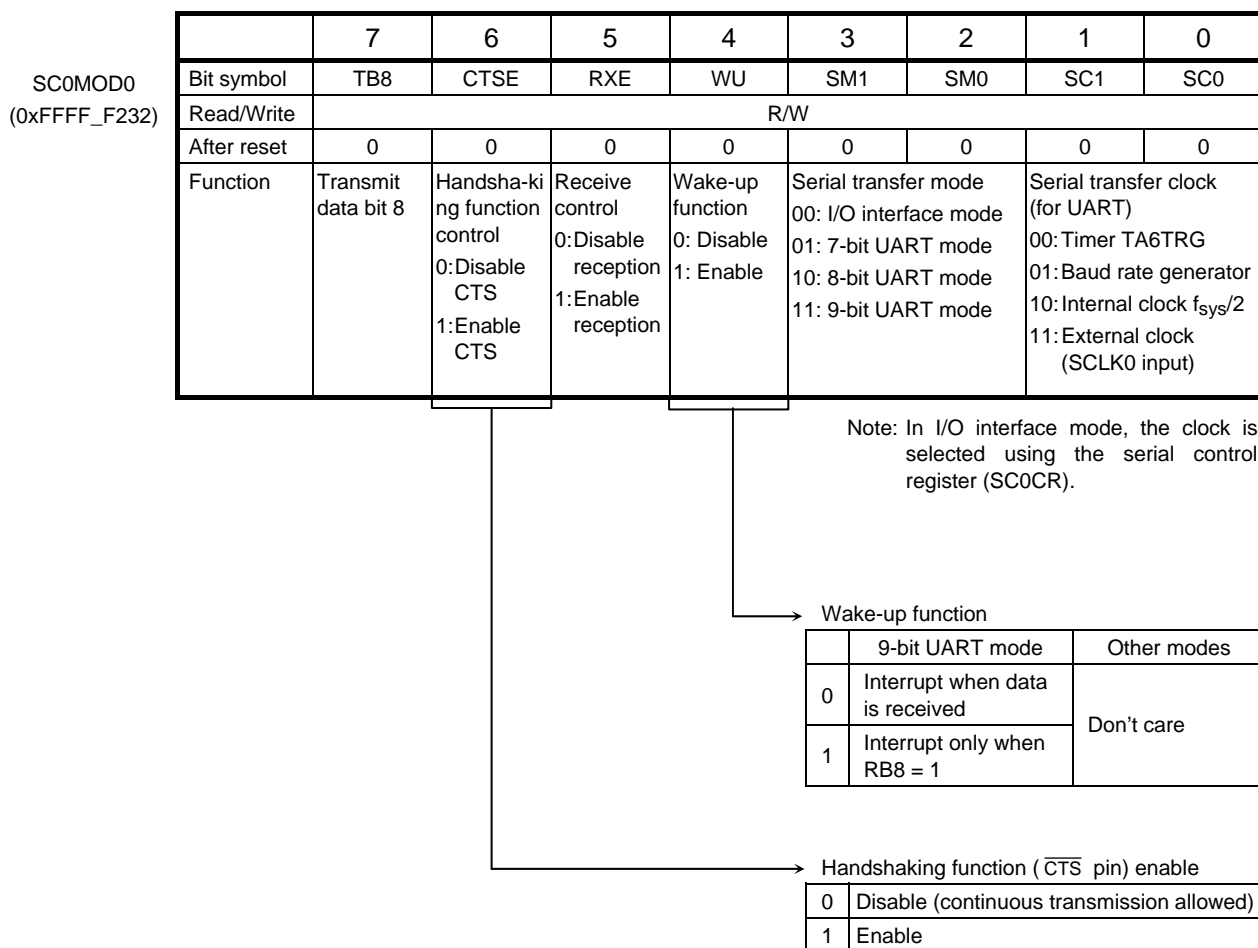 7 6 5 4 3 2 1 0
SC0MOD0
(0xFFFF_F232)
Bit symbol TB8 CTSE RXE WU SM1 SM0 SC1 SC0
Read/Write R/W
After reset 0 0 0 0 0 0 0 0
Function
Transmit
data bit 8
Handsha-ki
ng function
control
0:Disable
CTS
1:Enable
CTS
Receive
control
0:Disable
reception
1:Enable
reception
Wake-up
function
0: Disable
1: Enable
Serial transfer mode
00: I/O interface mode
01: 7-bit UART mode
10: 8-bit UART mode
11: 9-bit UART mode
Serial transfer clock
(for UART)
00:Timer TA6TRG
01:Baud rate generator
10:Internal clock fsys/2
11:External clock
(SCLK0 input)
Note: In I/O interface mode, the clock is
selected using the serial control
register (SC0CR).
Wake-up function
9-bit UART mode Other modes
0 Interrupt when data
is received
1 Interrupt only when
RB8 = 1
Don't care
Handshaking function ( C̅T̅S̅ pin) enable
0 Disable (continuous transmission allowed)
1 Enable